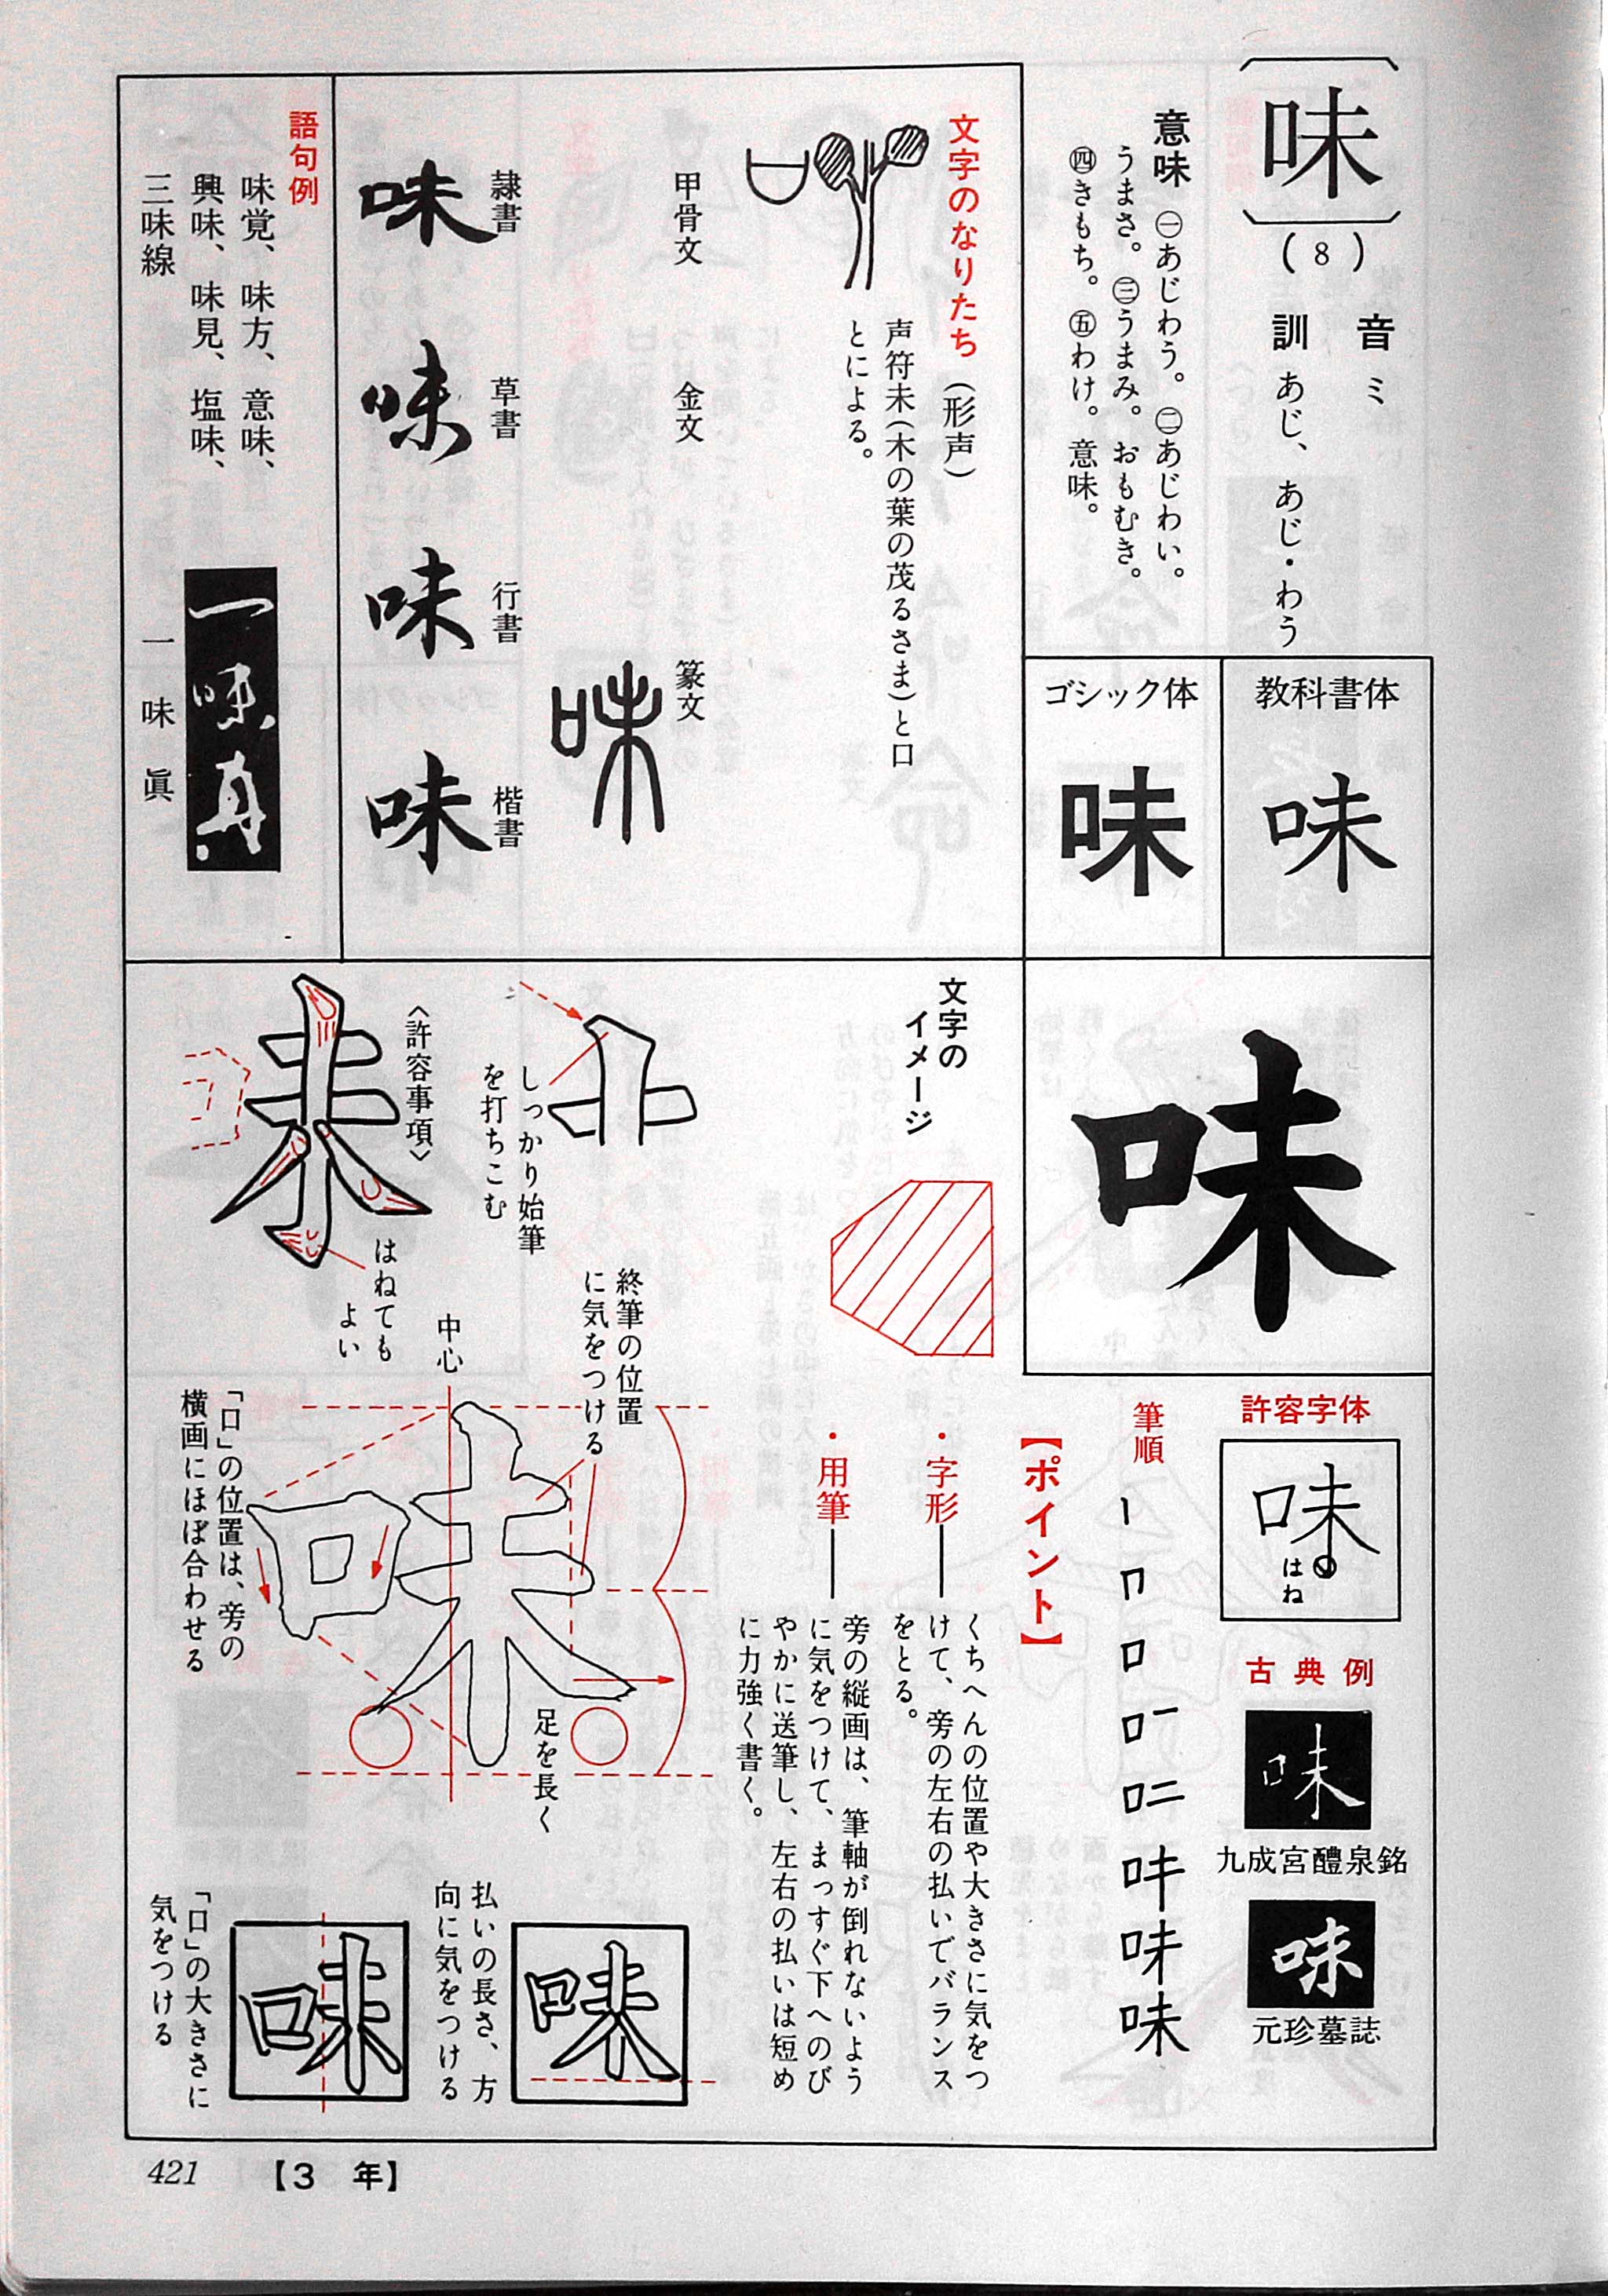 〔味〕(8)
音 ミ
訓 あじ、あじ・わう
意味 ㊀あじわう。㊁あじわい。
うまさ。㊂うまみ。おもむき。
㊃きもち。㊄わけ。意味。
教科書体
味
ゴシック体
味
文字のなりたち(形声)
声符未(木の葉の茂るさま)と口
とによる。
甲骨文
金文
篆文
味
隷書
味
草書
味
行書
味
楷書
味
語句例
味覚、味方、意味、
興味、味見、塩味、
三味線
一味真
一味眞
味
文字の
イメージ
しっかり始筆
を打ちこむ
〈許容事項〉
はねても
よい
許容字体
味
はね
古典例
味
九成宮醴泉銘
味
元珍墓誌
筆順
味
【ポイント】
・字形―くちへんの位置や大きさに気をつ
けて、旁の左右の払いでバランス
をとる。
・用筆―旁の縦画は、筆軸が倒れないよう
に気をつけて、まっすぐ下へのび
やかに送筆し、左右の払いは短め
に力強く書く。
終筆の位置
に気をつける
中心
足を長く
「口」の位置は、旁の
横画にほぼ合わせる
味
払いの長さ、方
向に気をつける
味
「口」の大きさに
気をつける
味
421 【3 年】